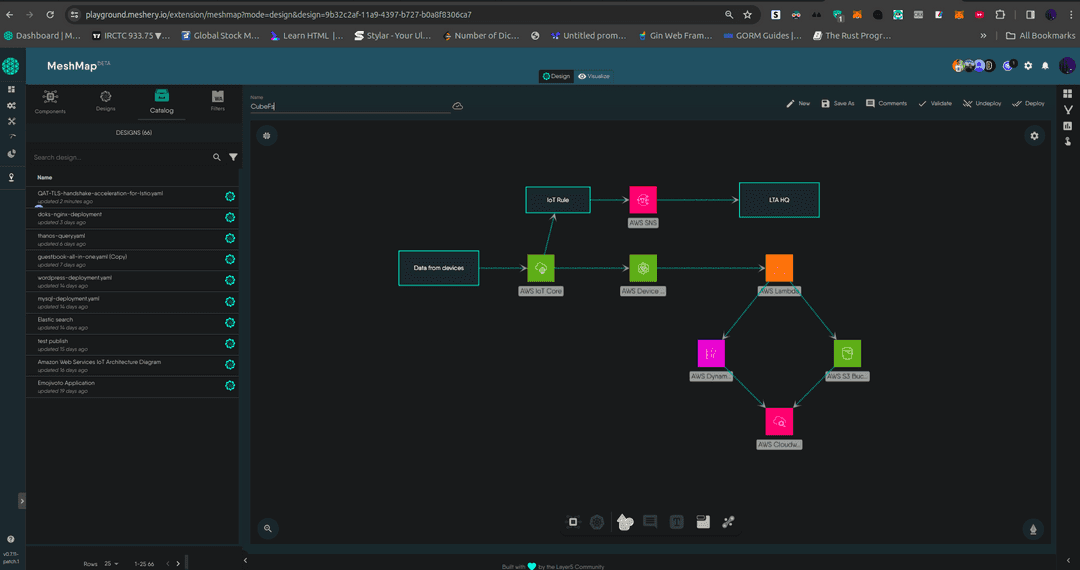 playground.meshery.io/extension/meshmap?mode=design&design=9b32c2af-11a9-4397-b727-b0a8f8306ca7
Dashboard | M...
IRCTC 933.75 ▼...
Global Stock M...
Learn HTML |...
Stylar - Your Ul...
Number of Dic...
Untitled prom...
Gin Web Fram...
GORM Guides |...
The Rust Progr...
»
All Bookmarks
MeshMap BETA
Design
Visualize
1
Components
Designs
Catalog
Filters
Name
CubeFs
New
Save As
Comments
Validate
Undeploy
Deploy
DESIGNS (66)
Search design...
Name
QAT-TLS-handshake-acceleration-for-Istio.yaml
updated 2 minutes ago
doks-nginx-deployment
updated 3 days ago
thanos-query.yaml
updated 6 days ago
guestbook-all-in-one.yaml (Copy)
updated 7 days ago
wordpress-deployment.yaml
updated 14 days ago
mysql-deployment.yaml
updated 14 days ago
Elastic search
updated 14 days ago
test publish
updated 15 days ago
Amazon Web Services IoT Architecture Diagram
updated 16 days ago
Emojivoto Application
updated 19 days ago
IoT Rule
AWS SNS
LTA HQ
Data from devices
AWS IoT Core
AWS Device ...
AWS Lambda
AWS Dynam...
AWS S3 Buc...
AWS Cloudw...
v0.7.11-
patch.1
Rows 25
1-25 66
Built with
by the Layer5 Community